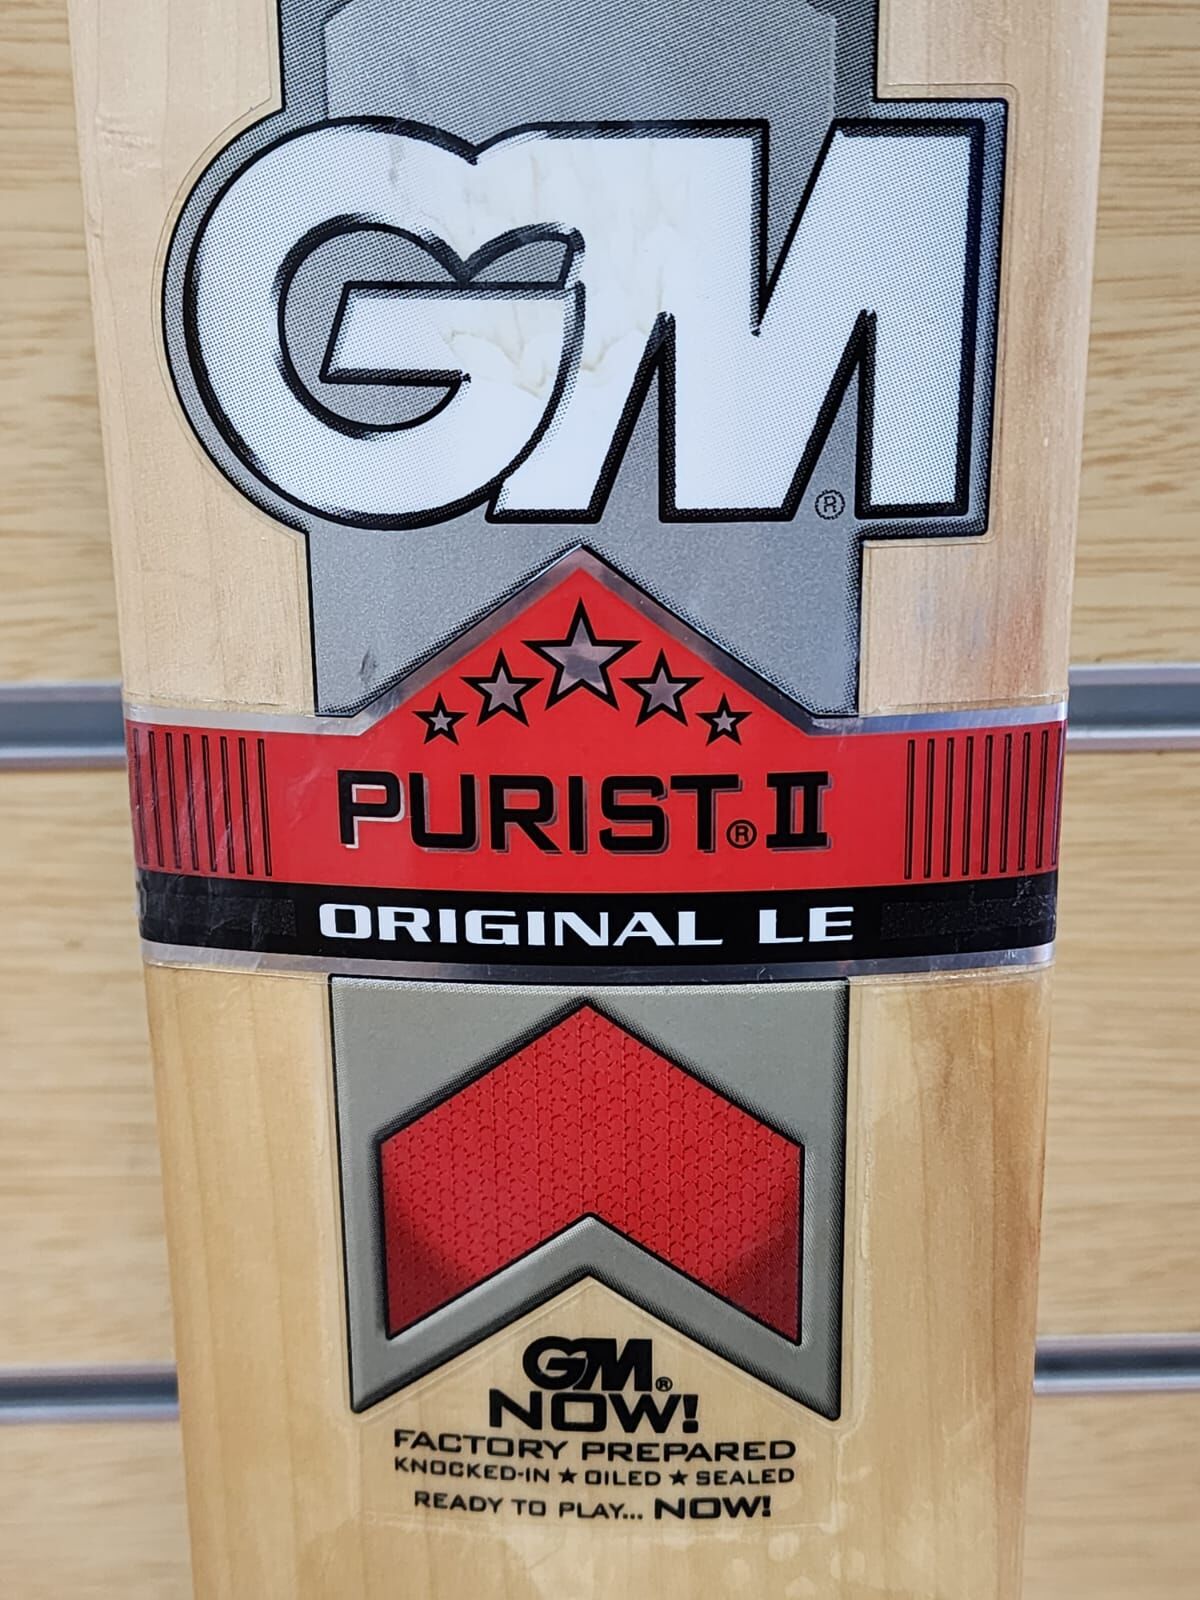 GM®
PURIST® II
ORIGINAL LE
GM®
NOW!
FACTORY PREPARED
KNOCKED-IN ★ OILED ★ SEALED
READY TO PLAY... NOW!